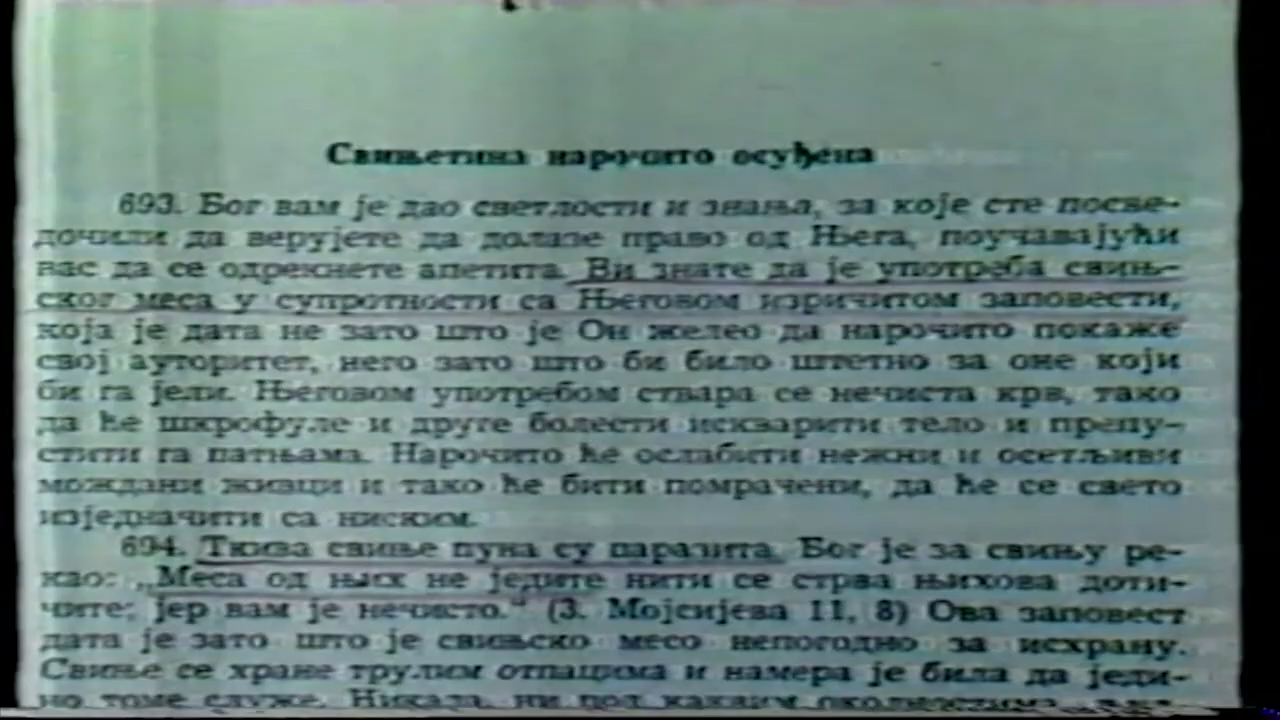 Свињетина нарочито осуђена
693. Бог вам је дао светлости и знања, за које сте посве-
дочили да верујете да долазе право од Њега, поучавајући
вас да се одрекнете апетита. Ви знате да је употреба свињ-
ског меса у супротности са Његовом изричитом заповести,
која је дата не зато што је Он желео да нарочито покаже
свој ауторитет, него зато што би било штетно за оне који
би га јели. Његовом употребом ствара се нечиста крв, тако
да ће шкрофуле и друге болести искварити тело и препу-
стити га патњама. Нарочито ће ослабити нежни и осетљиви
мождани живци и тако ће бити помрачени, да ће се свето
изједначити са ниским.
694. Ткива свиње пуна су паразита. Бог је за свињу ре-
као: „Меса од њих не једите нити се стрва њихова доти-
чите; јер вам је нечисто.“ (3. Мојсијева 11, 8) Ова заповест
дата је зато што је свињско месо непогодно за исхрану.
Свиње се хране трулим отпацима и намера је била да једи-
но томе служе. Никада, ни под каквим околностима